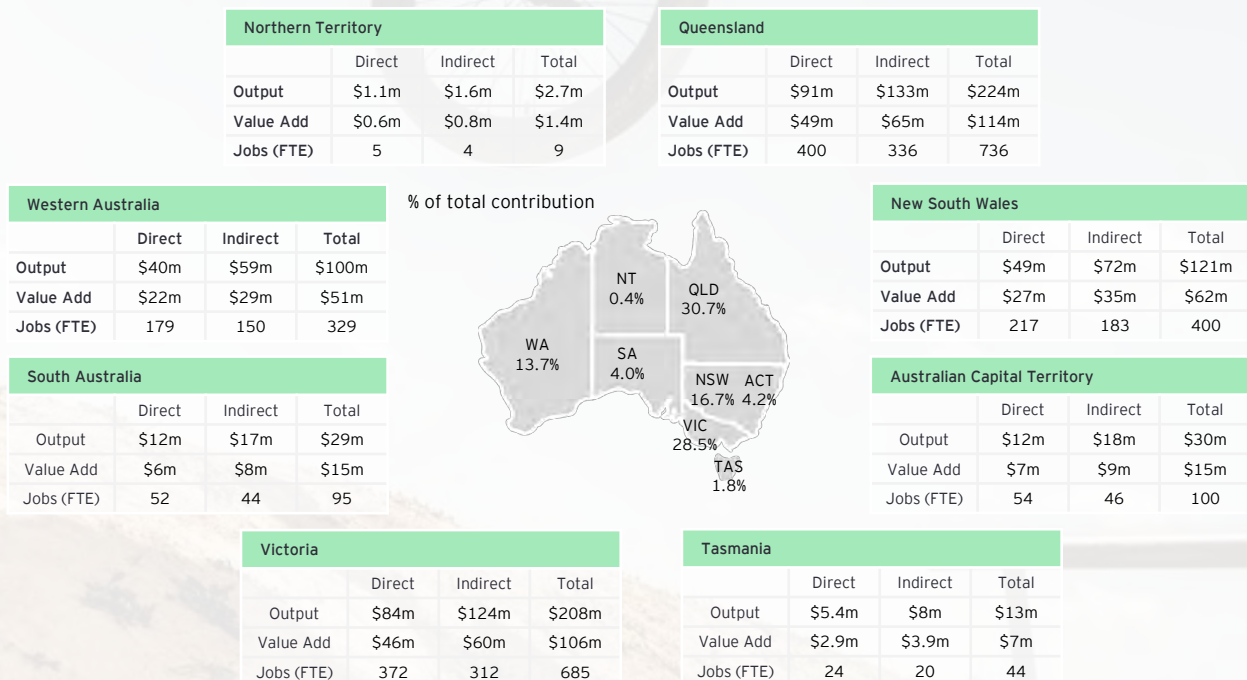 Northern Territory
Direct Indirect Total
Output $1.1m $1.6m $2.7m
Value Add $0.6m $0.8m $1.4m
Jobs (FTE) 5 4 9
Queensland
Direct Indirect Total
Output $91m $133m $224m
Value Add $49m $65m $114m
Jobs (FTE) 400 336 736
Western Australia
Direct Indirect Total
Output $40m $59m $100m
Value Add $22m $29m $51m
Jobs (FTE) 179 150 329
% of total contribution
NT
0.4%
QLD
30.7%
WA
13.7%
SA
4.0%
NSW ACT
16.7% 4.2%
VIC
28.5%
TAS
1.8%
New South Wales
Direct Indirect Total
Output $49m $72m $121m
Value Add $27m $35m $62m
Jobs (FTE) 217 183 400
South Australia
Direct Indirect Total
Output $12m $17m $29m
Value Add $6m $8m $15m
Jobs (FTE) 52 44 95
Australian Capital Territory
Direct Indirect Total
Output $12m $18m $30m
Value Add $7m $9m $15m
Jobs (FTE) 54 46 100
Victoria
Direct Indirect Total
Output $84m $124m $208m
Value Add $46m $60m $106m
Jobs (FTE) 372 312 685
Tasmania
Direct Indirect Total
Output $5.4m $8m $13m
Value Add $2.9m $3.9m $7m
Jobs (FTE) 24 20 44